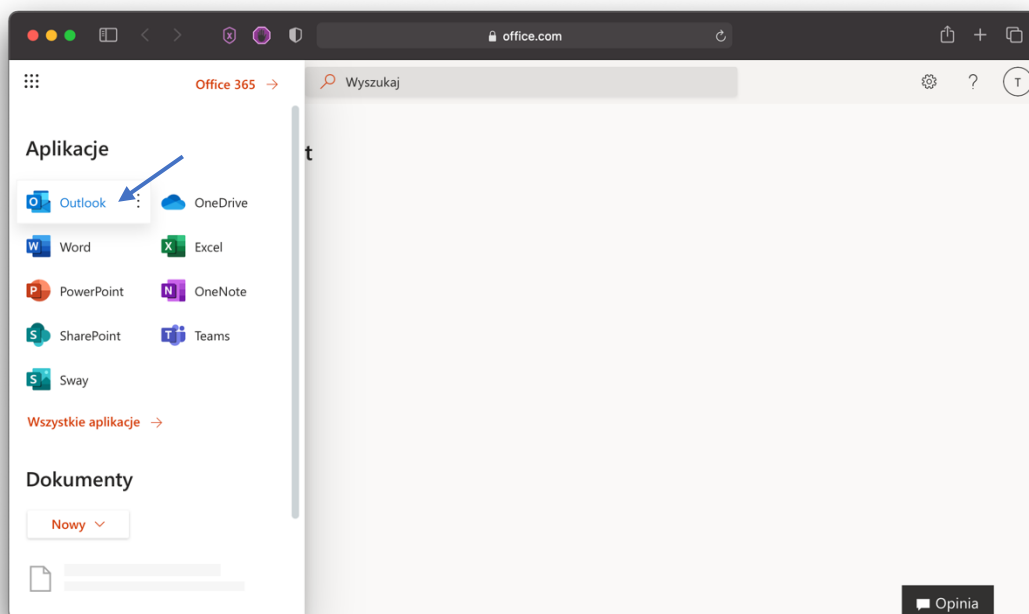 office.com
Office 365
Wyszukaj
T
Aplikacje
t
Outlook
OneDrive
Word
Excel
PowerPoint
OneNote
SharePoint
Teams
Sway
Wszystkie aplikacje
Dokumenty
Nowy
Opinia